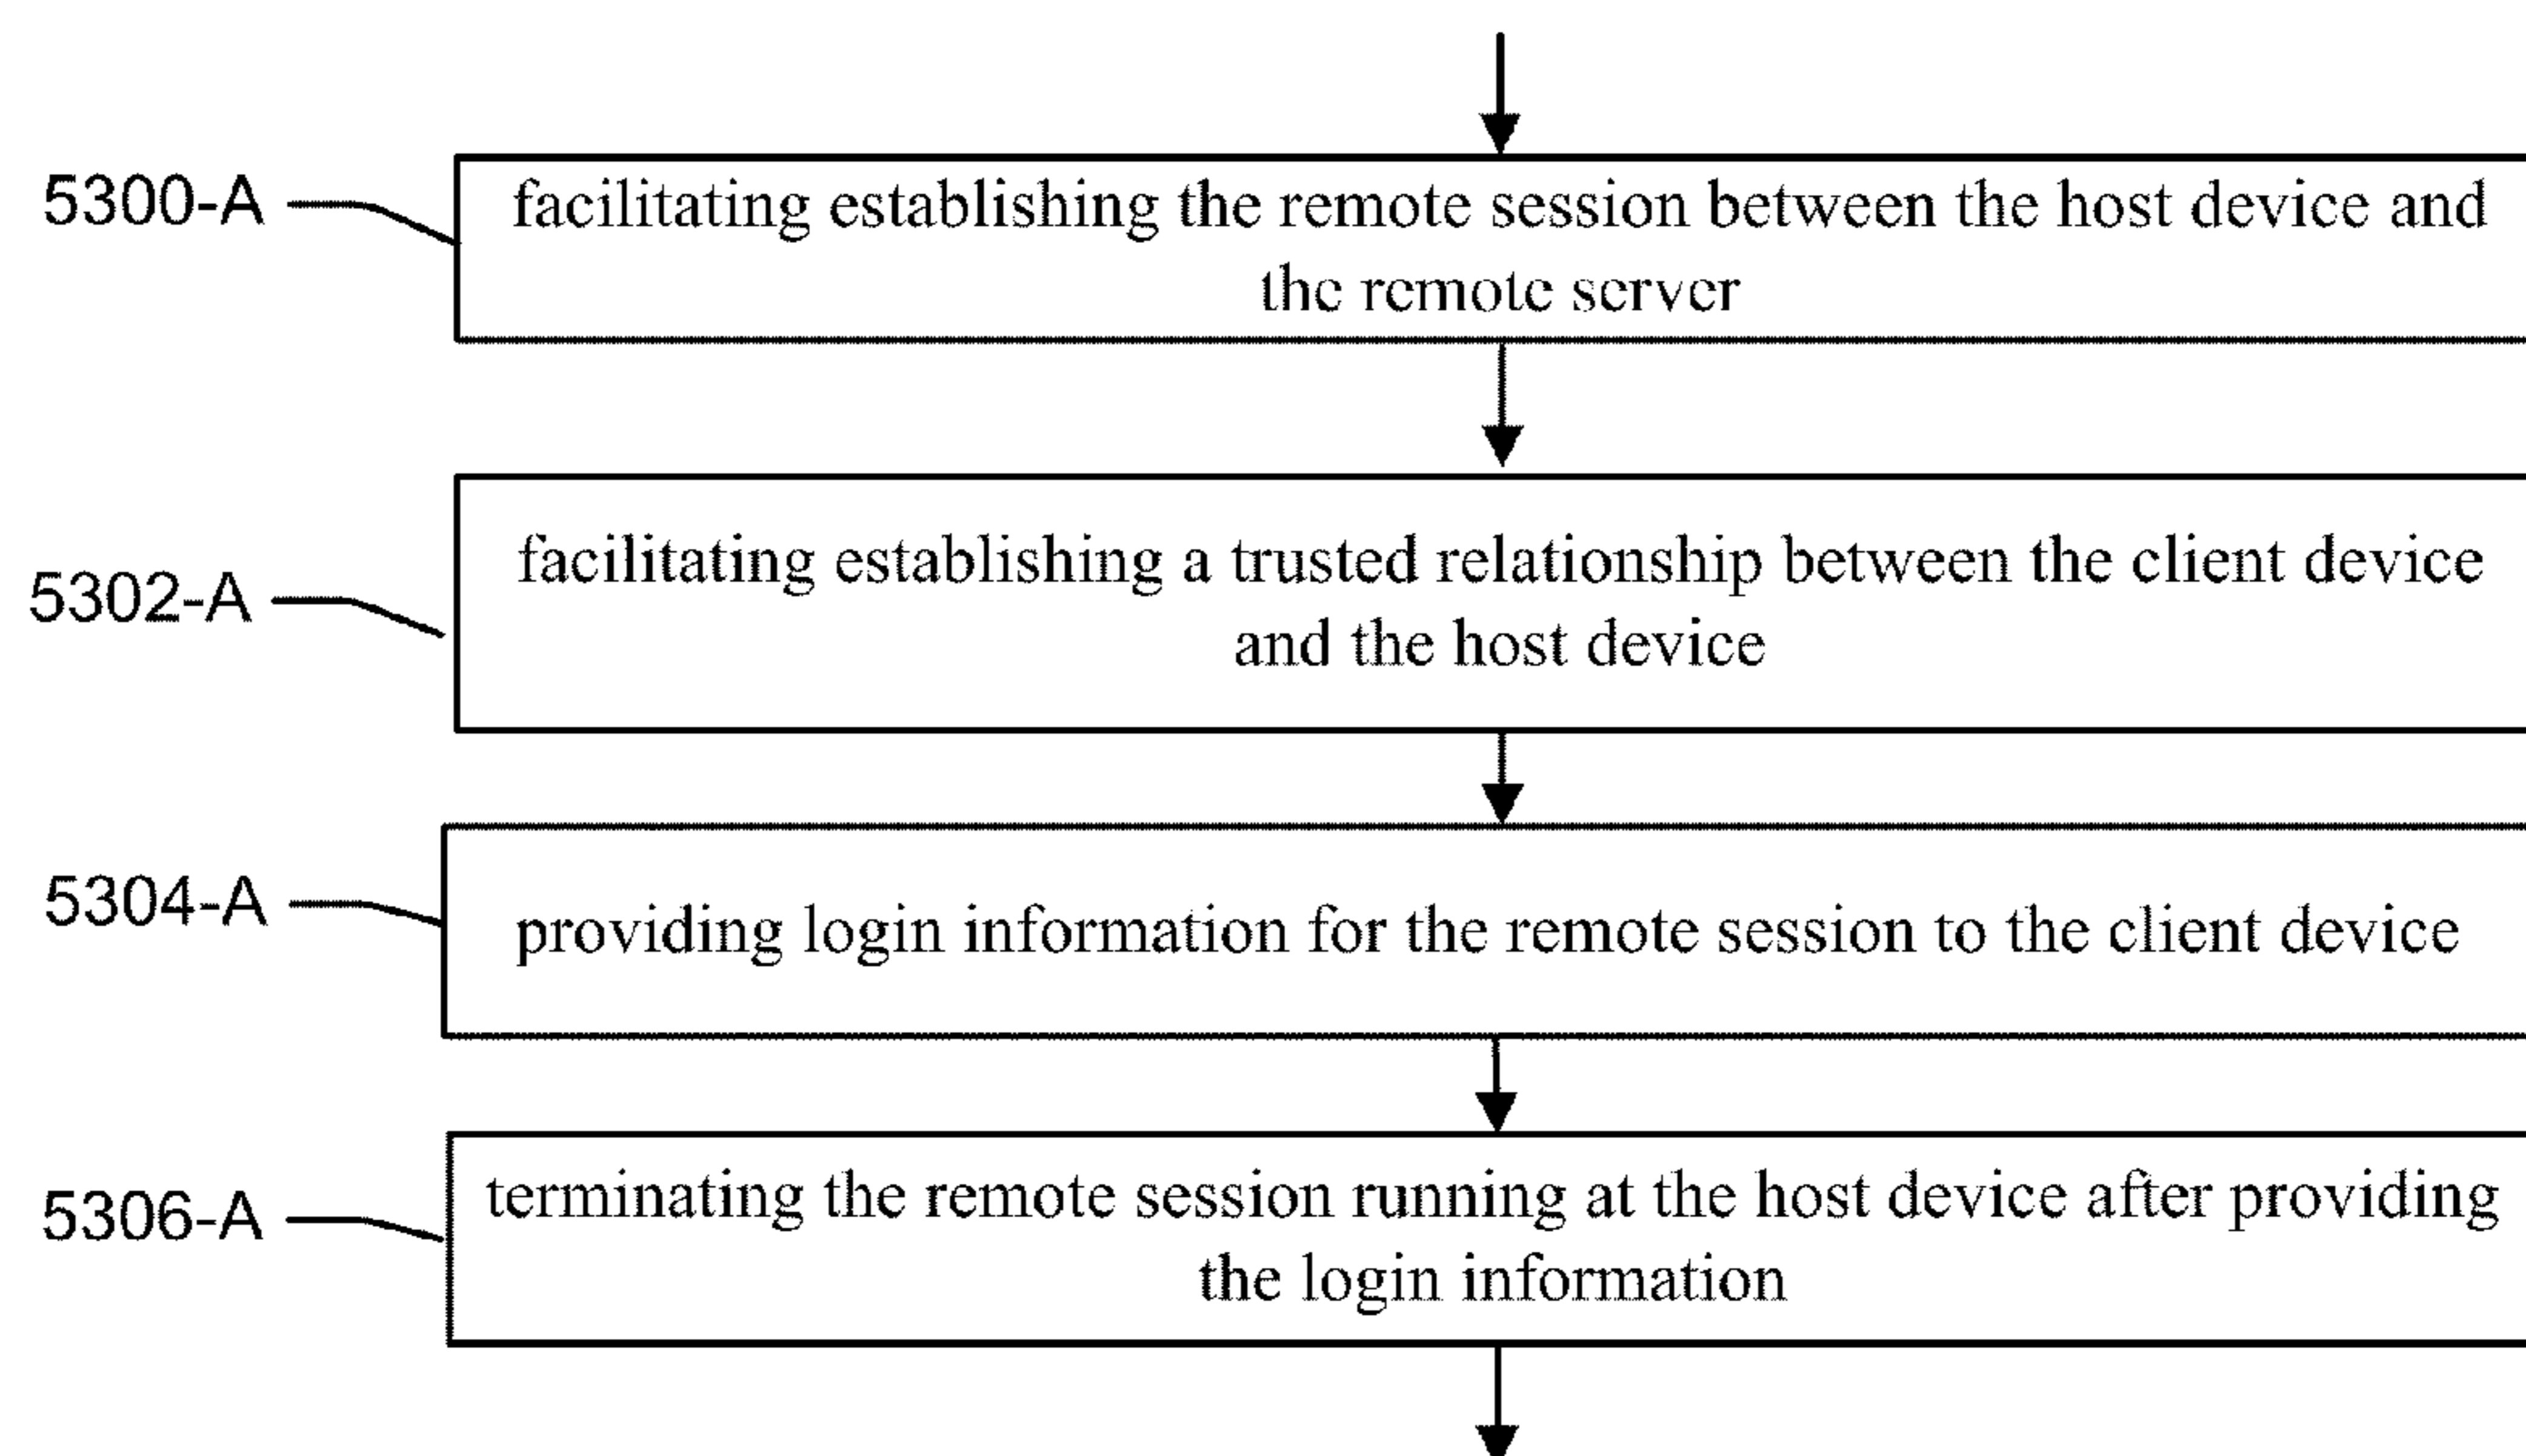 5300-A
facilitating establishing the remote session between the host device and
the remote server
5302-A
facilitating establishing a trusted relationship between the client device
and the host device
5304-A
providing login information for the remote session to the client device
5306-A
terminating the remote session running at the host device after providing
the login information